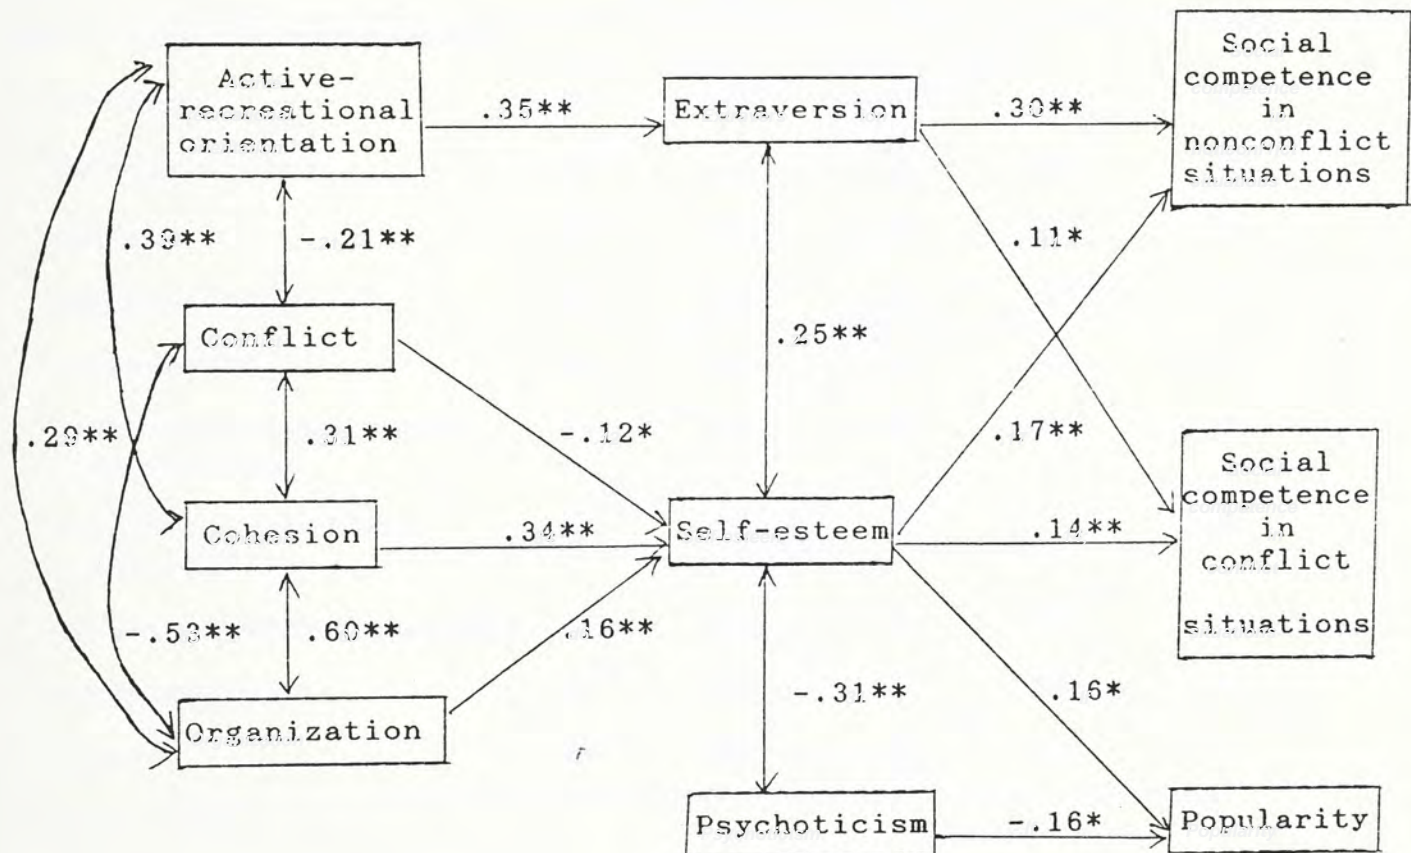 Active-
recreational
orientation
.35**
Extraversion
.30**
Social
competence
in
nonconflict
situations
.39**
-.21**
.11*
Conflict
.25**
.29**
.31**
-.12*
.17**
Cohesion
.34**
Self-esteem
.14**
Social
competence
in
conflict
situations
-.53**
.60**
.16**
Organization
-.31**
.16*
Psychoticism
-.16*
Popularity